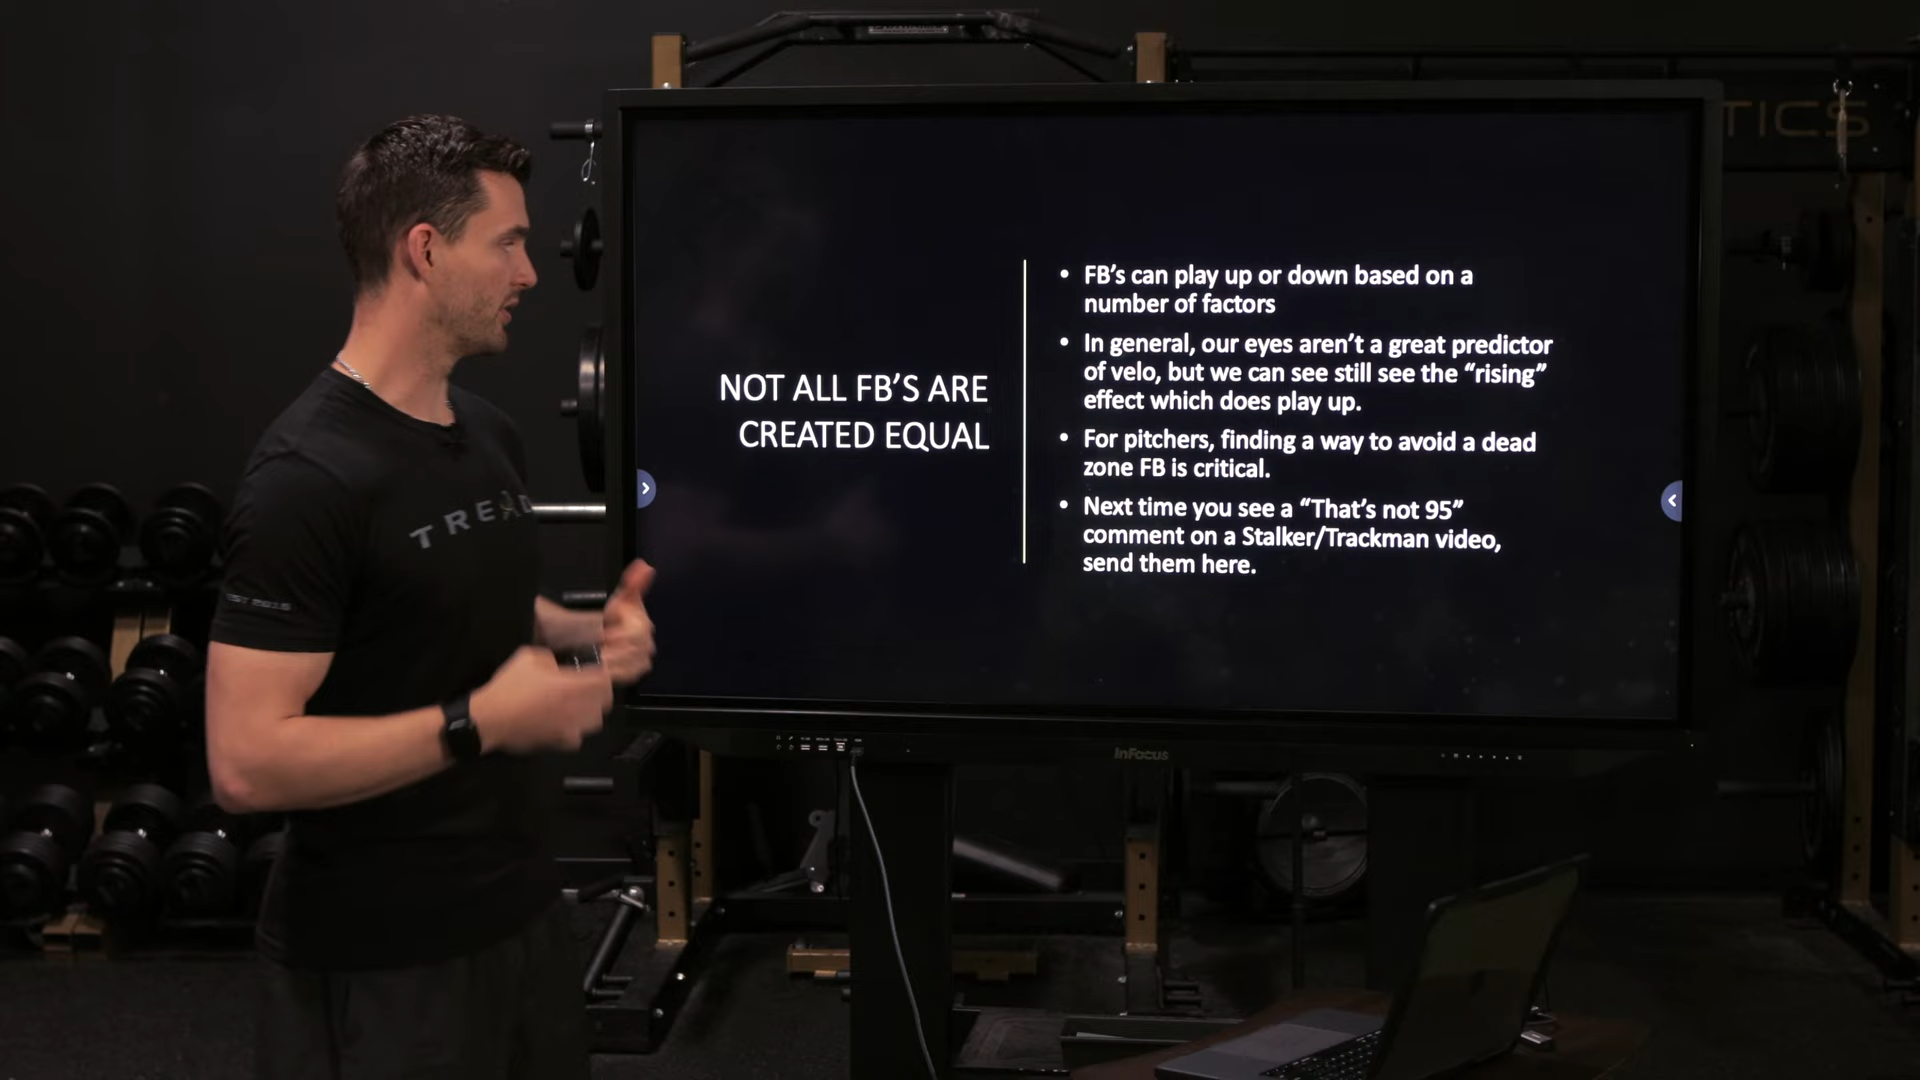 TICS
NOT ALL FB'S ARE
CREATED EQUAL
• FB's can play up or down based on a
number of factors
• In general, our eyes aren't a great predictor
of velo, but we can see still see the “rising”
effect which does play up.
• For pitchers, finding a way to avoid a dead
zone FB is critical.
• Next time you see a “That's not 95”
comment on a Stalker/Trackman video,
send them here.
TREAD
EST 2015
InFocus